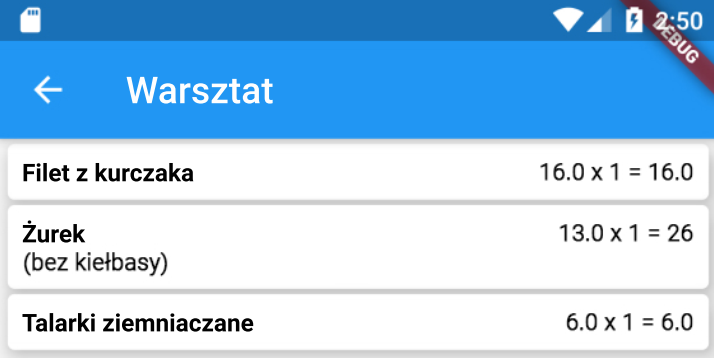 2:50
DEBUG
Warsztat
Filet z kurczaka 16.0 x 1 = 16.0
Żurek 13.0 x 1 = 26
(bez kiełbasy)
Talarki ziemniaczane 6.0 x 1 = 6.0